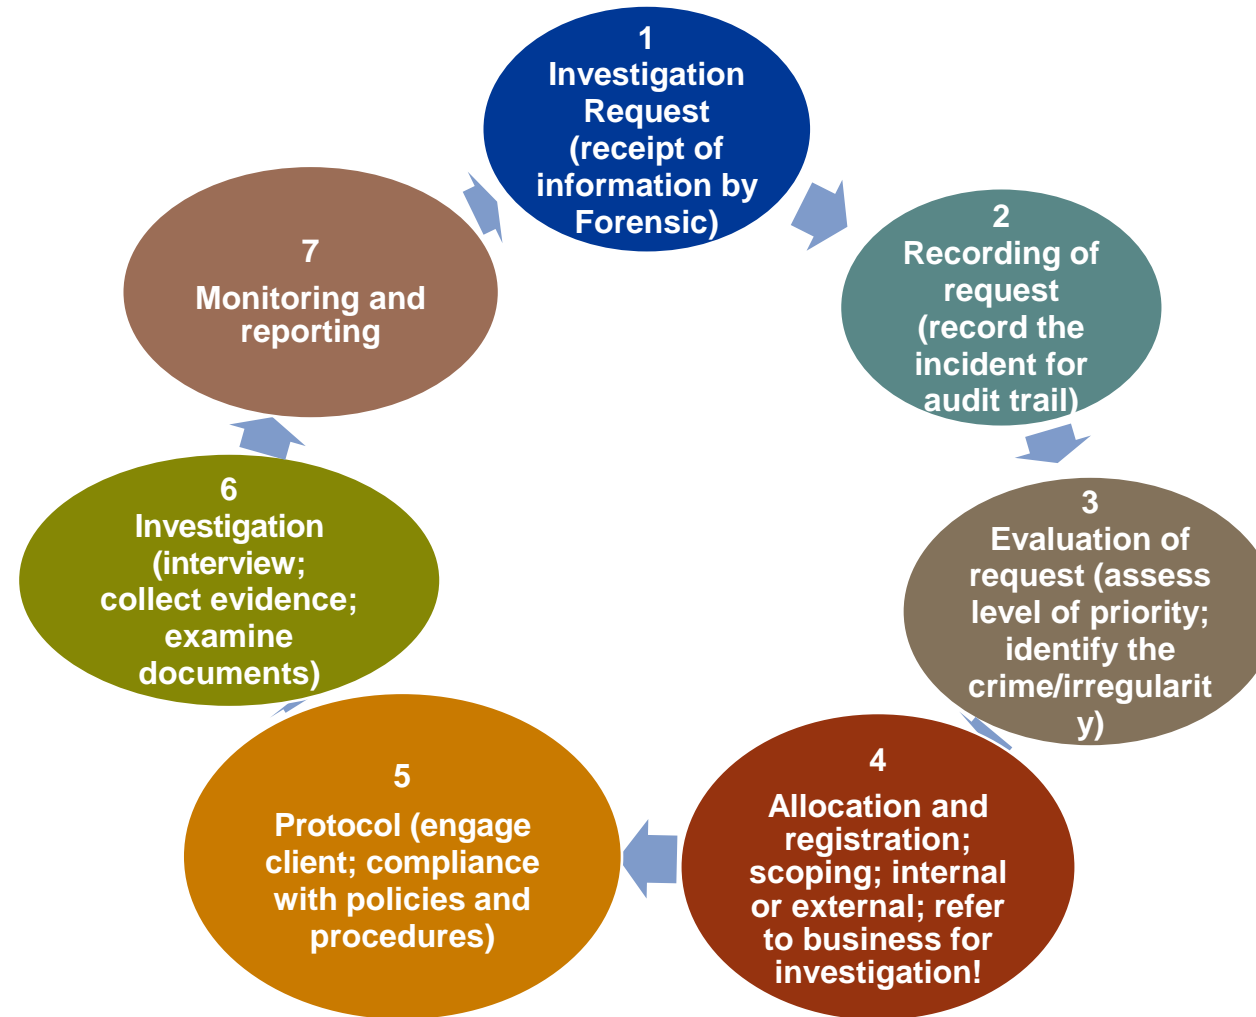 1
Investigation
Request
(receipt of
information by
Forensic)
2
Recording of
request
(record the
incident for
audit trail)
3
Evaluation of
request (assess
level of priority;
identify the
crime/irregularit
y)
4
Allocation and
registration;
scoping; internal
or external; refer
to business for
investigation!
5
Protocol (engage
client; compliance
with policies and
procedures)
6
Investigation
(interview;
collect evidence;
examine
documents)
7
Monitoring and
reporting